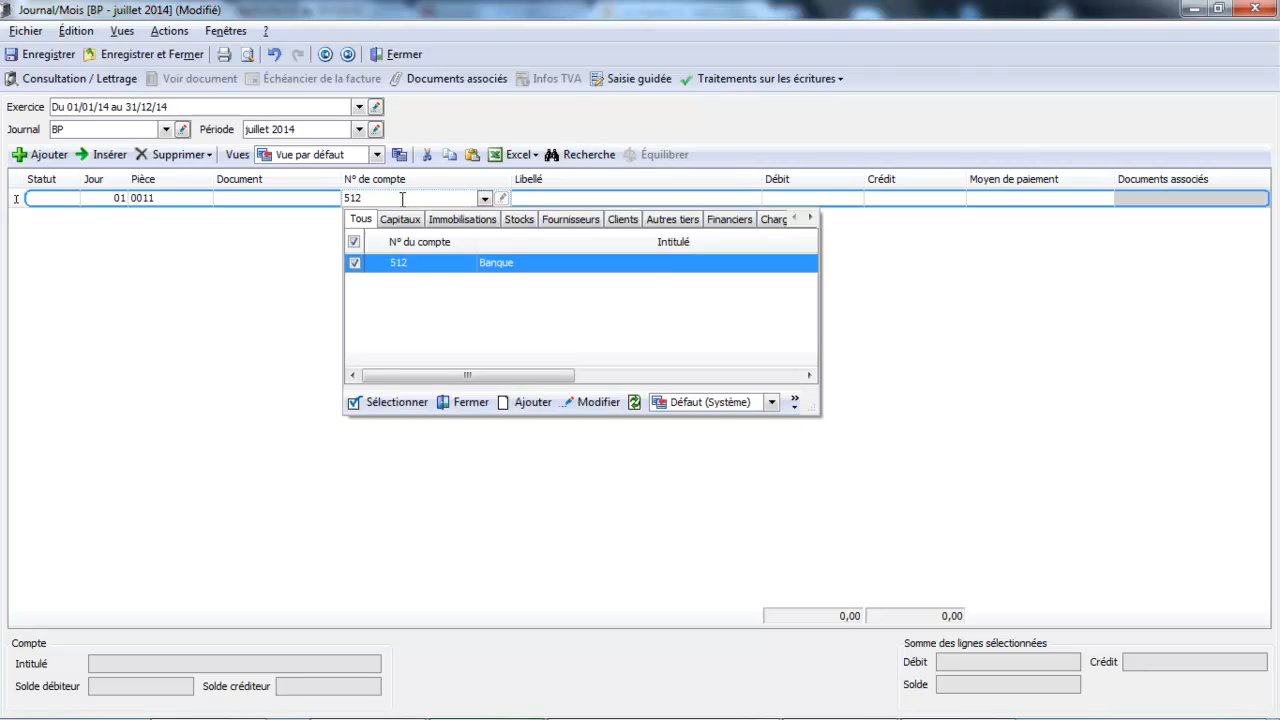 Journal/Mois [BP - juillet 2014] (Modifié)
Fichier Édition Vues Actions Fenêtres ?
Enregistrer Enregistrer et Fermer Fermer
Consultation / Lettrage Voir document Échéancier de la facture Documents associés Infos TVA Saisie guidée Traitements sur les écritures
Exercice Du 01/01/14 au 31/12/14
Journal BP Période juillet 2014
Ajouter Insérer Supprimer Vues Vue par défaut Excel Recherche Équilibrer
Statut Jour Pièce Document N° de compte Libellé Débit Crédit Moyen de paiement Documents associés
01 0011 512
Tous Capitaux Immobilisations Stocks Fournisseurs Clients Autres tiers Financiers Charg
N° du compte Intitulé
512 Banque
Sélectionner Fermer Ajouter Modifier Défaut (Système)
0,00 0,00
Compte Somme des lignes sélectionnées
Intitulé Débit Crédit
Solde débiteur Solde créditeur Solde